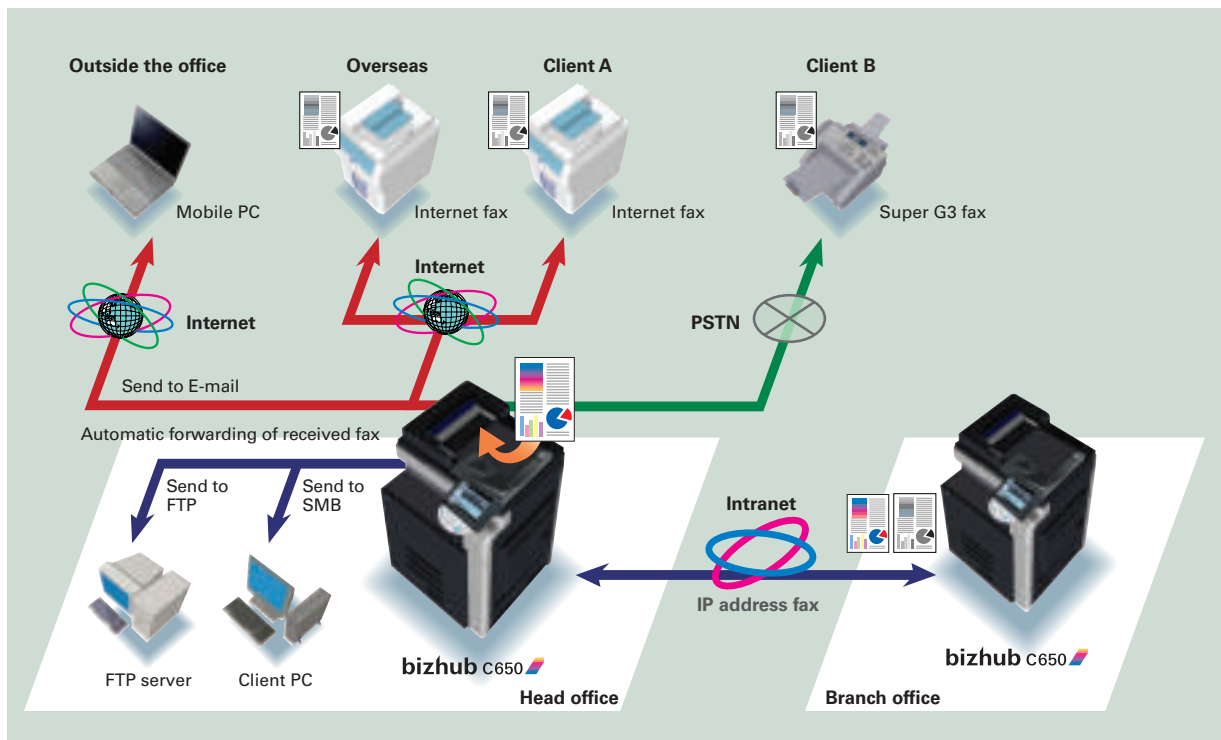 Outside the office
Overseas
Client A
Client B
Mobile PC
Internet fax
Internet fax
Super G3 fax
Internet
Internet
PSTN
Send to E-mail
Automatic forwarding of received fax
Send to
FTP
Send to
SMB
Intranet
IP address fax
FTP server
Client PC
bizhub C650
Head office
bizhub C650
Branch office